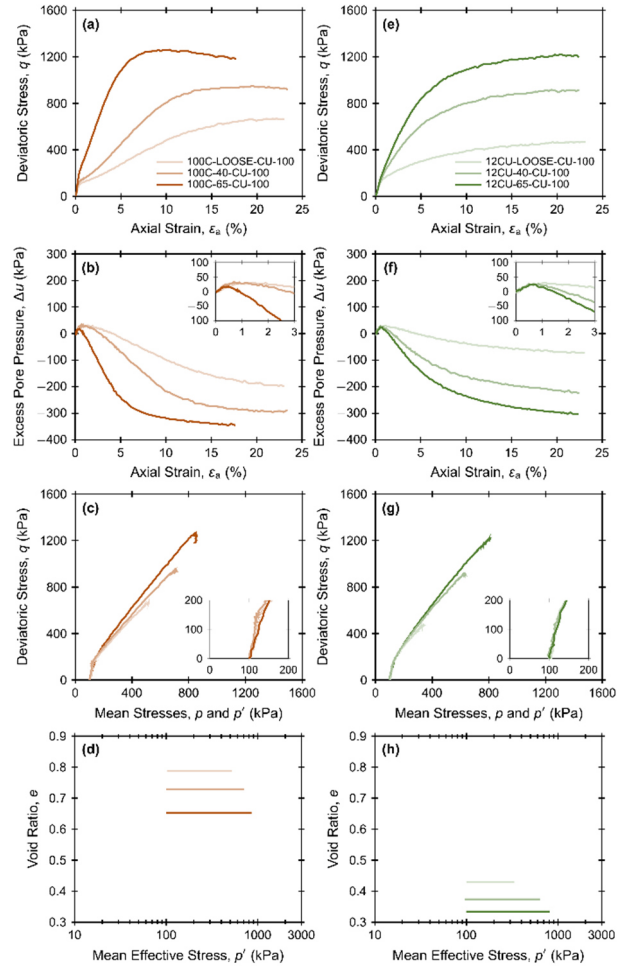 (a)
Deviatoric Stress, q (kPa)
1600
1200
800
400
0
100C-LOOSE-CU-100
100C-40-CU-100
100C-65-CU-100
0 5 10 15 20 25
Axial Strain, εa (%)
(e)
Deviatoric Stress, q (kPa)
1600
1200
800
400
0
12CU-LOOSE-CU-100
12CU-40-CU-100
12CU-65-CU-100
0 5 10 15 20 25
Axial Strain, εa (%)
(b)
Excess Pore Pressure, Δu (kPa)
300
200
100
0
−100
−200
−300
−400
100
50
0
−50
100
0 1 2 3
0 5 10 15 20 25
Axial Strain, εa (%)
(f)
Excess Pore Pressure, Δu (kPa)
300
200
100
0
−100
−200
−300
−400
100
50
0
−50
100
0 1 2 3
0 5 10 15 20 25
Axial Strain, εa (%)
(c)
Deviatoric Stress, q (kPa)
1600
1200
800
400
0
200
100
0
0 100 200
0 400 800 1200 1600
Mean Stresses, p and p′ (kPa)
(g)
Deviatoric Stress, q (kPa)
1600
1200
800
400
0
200
100
0
0 100 200
0 400 800 1200 1600
Mean Stresses, p and p′ (kPa)
(d)
Void Ratio, e
0.9
0.8
0.7
0.6
0.5
0.4
0.3
10 100 1000 3000
Mean Effective Stress, p′ (kPa)
(h)
Void Ratio, e
0.9
0.8
0.7
0.6
0.5
0.4
0.3
10 100 1000 3000
Mean Effective Stress, p′ (kPa)